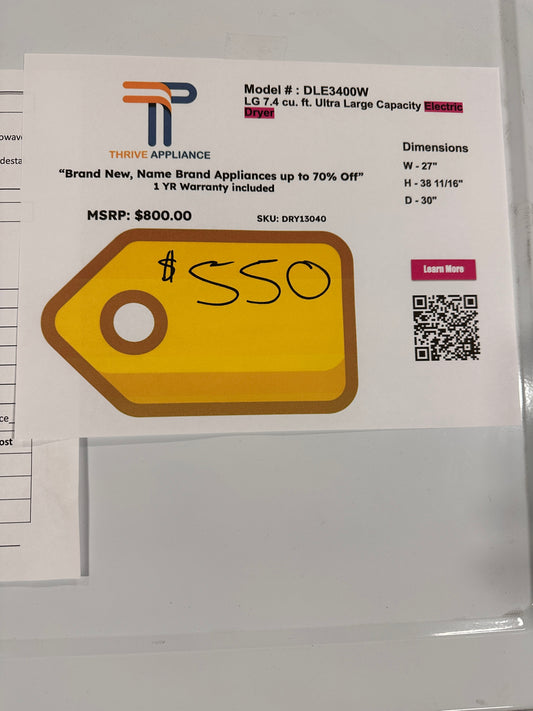 Model # : DLE3400W
LG 7.4 cu. ft. Ultra Large Capacity Electric
Dryer
THRIVE APPLIANCE
"Brand New, Name Brand Appliances up to 70% Off"
1 YR Warranty included
MSRP: $800.00
SKU: DRY13040
Dimensions
W - 27"
H - 38 11/16"
D - 30"
Learn More
$550